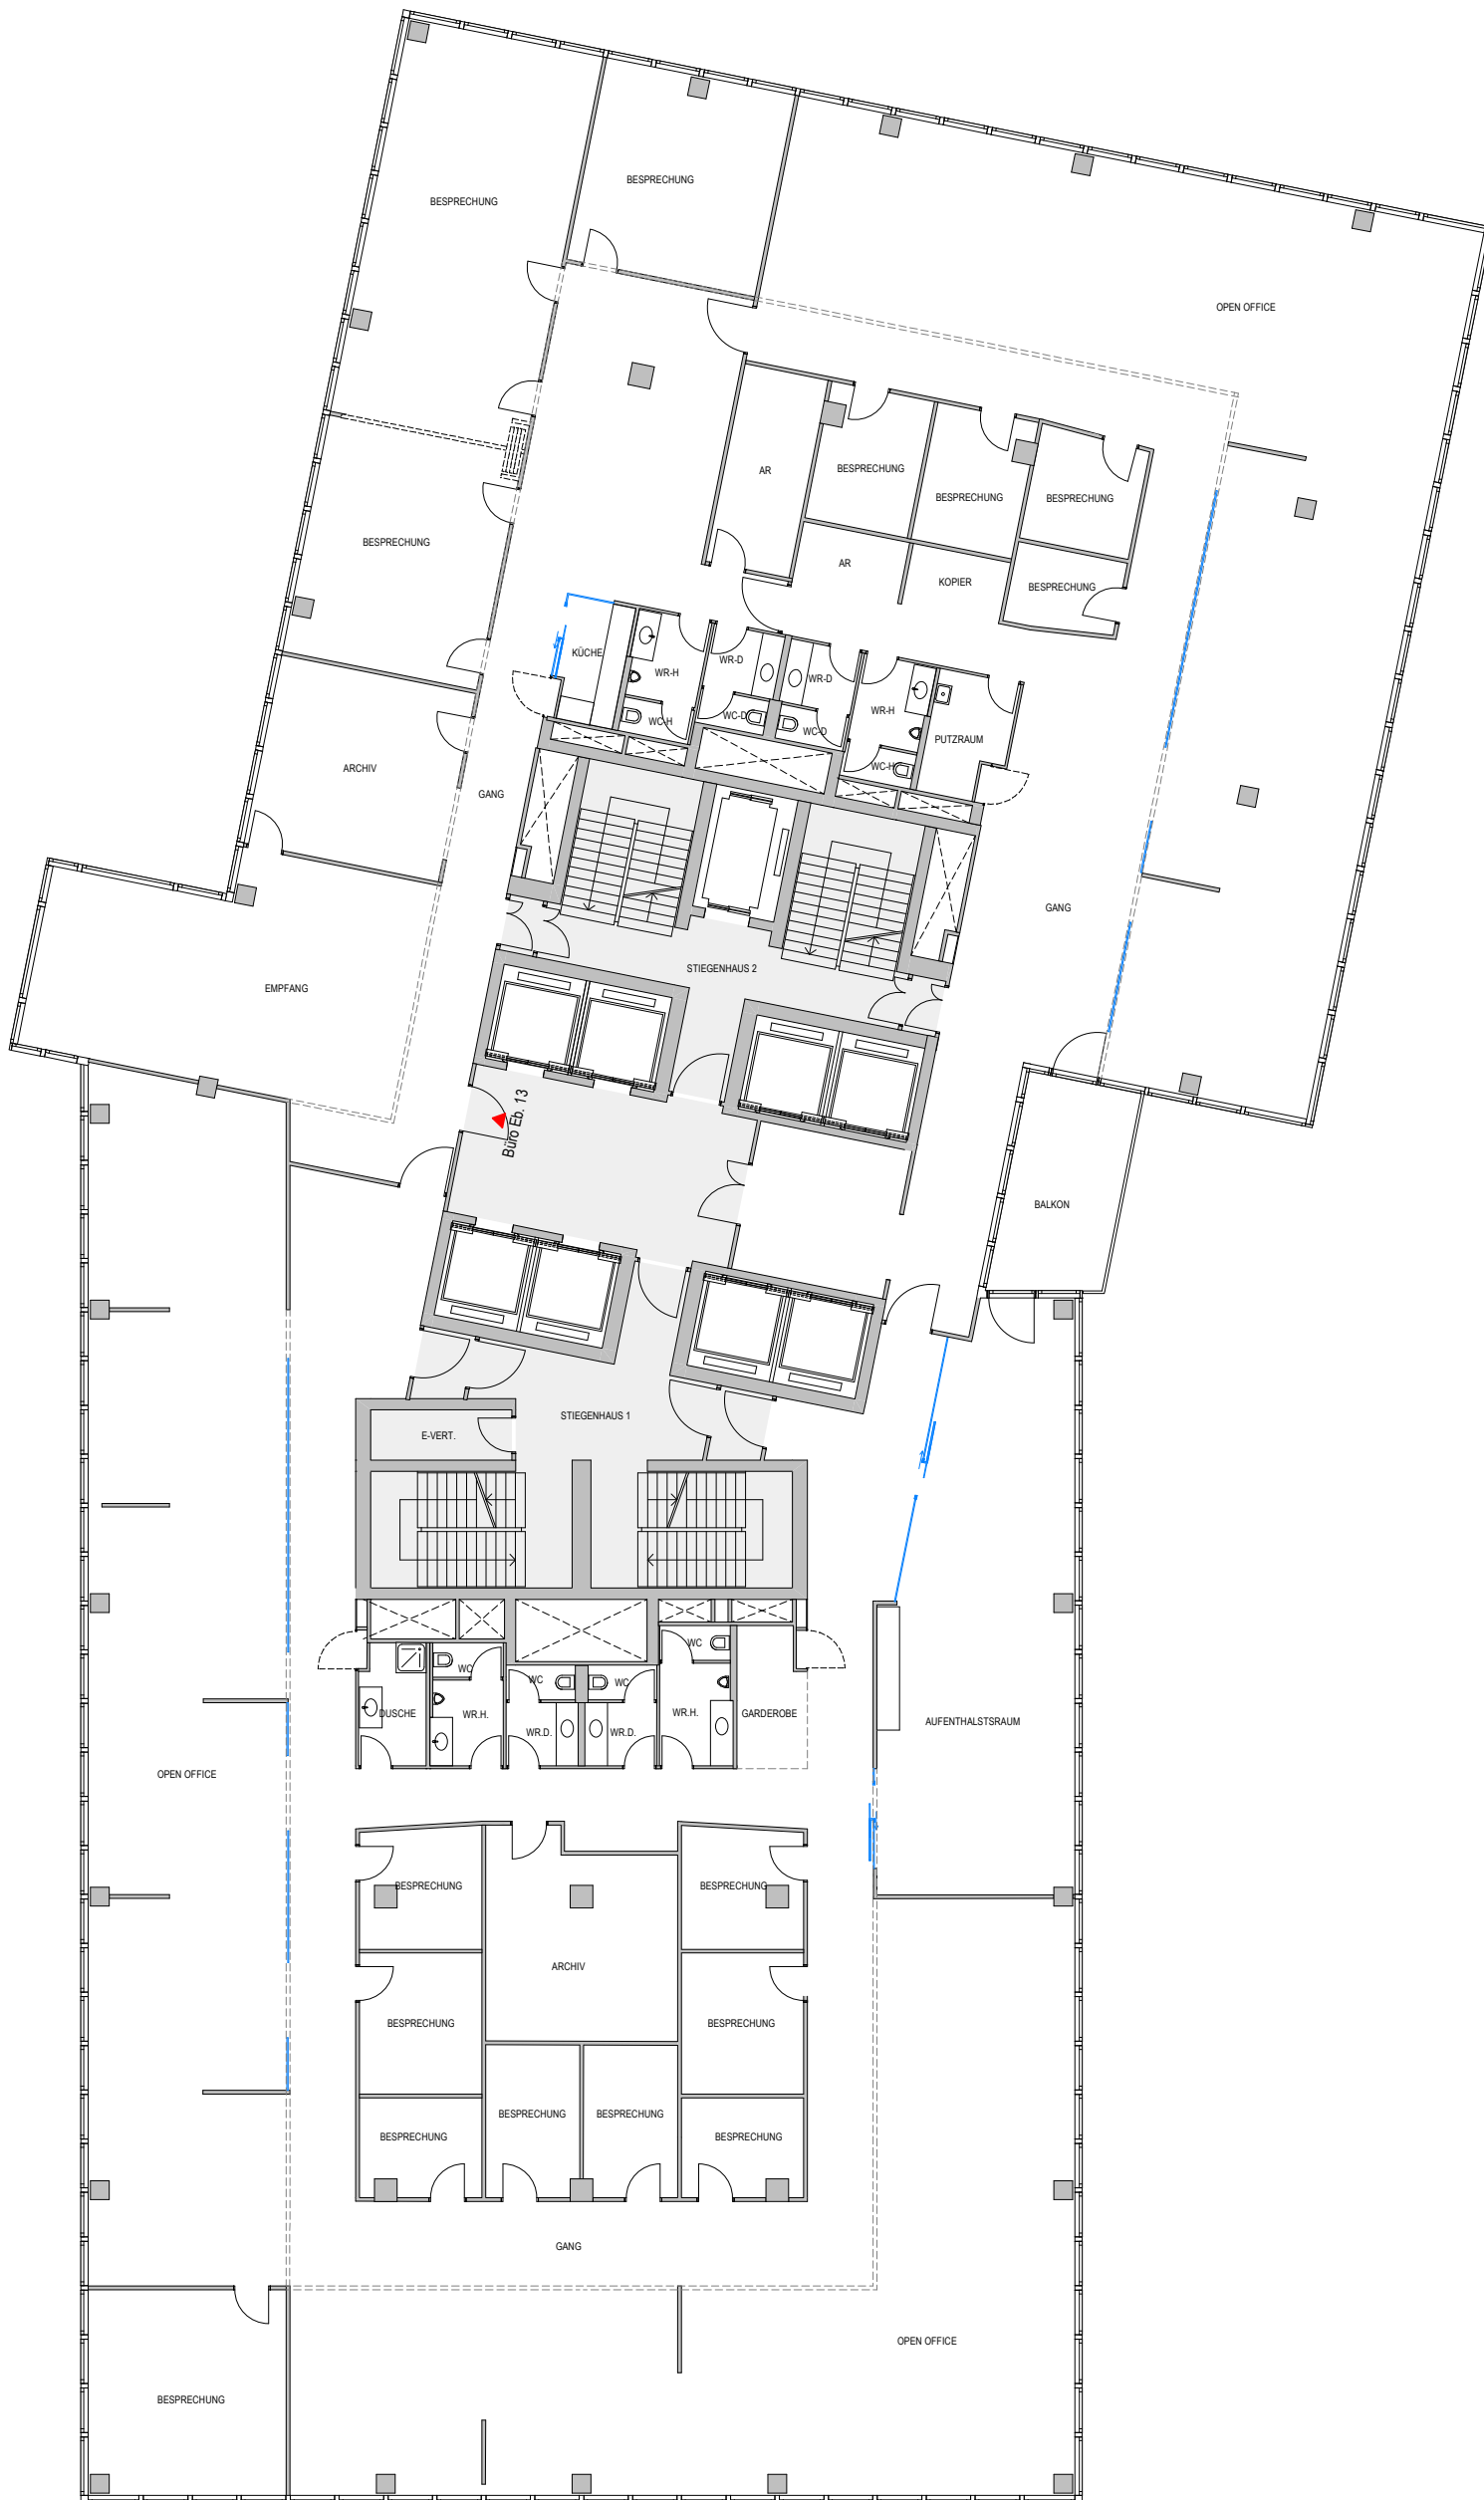 BESPRECHUNG
BESPRECHUNG
OPEN OFFICE
AR
BESPRECHUNG
BESPRECHUNG
BESPRECHUNG
BESPRECHUNG
AR
KOPIER
BESPRECHUNG
KÜCHE
WR-H
WR-D
WR-D
WR-H
WC-H
WC-D
WC-D
WC-H
PUTZRAUM
ARCHIV
GANG
GANG
STIEGENHAUS 2
EMPFANG
Büro Eb. 13
BALKON
STIEGENHAUS 1
E-VERT.
WC
WC
WC
WC
DUSCHE
WR.H.
WR.D.
WR.D.
WR.H.
GARDEROBE
AUFENTHALSTSRAUM
OPEN OFFICE
BESPRECHUNG
BESPRECHUNG
ARCHIV
BESPRECHUNG
BESPRECHUNG
BESPRECHUNG
BESPRECHUNG
BESPRECHUNG
BESPRECHUNG
GANG
OPEN OFFICE
BESPRECHUNG